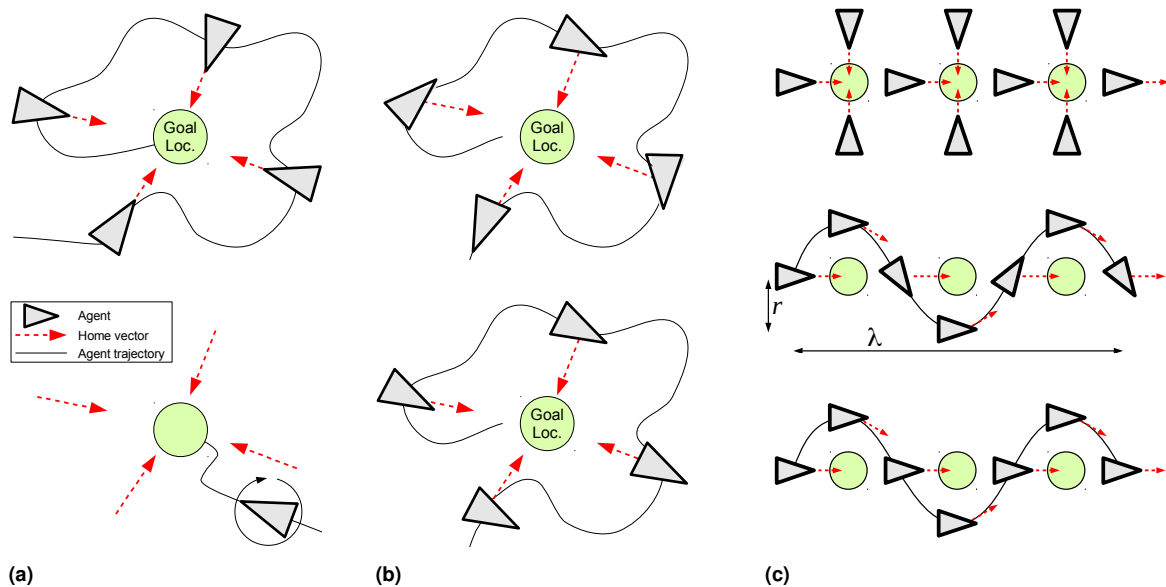 Goal
Loc.
Goal
Loc.
Agent
Home vector
Agent trajectory
Goal
Loc.
r
λ
(a)
(b)
(c)